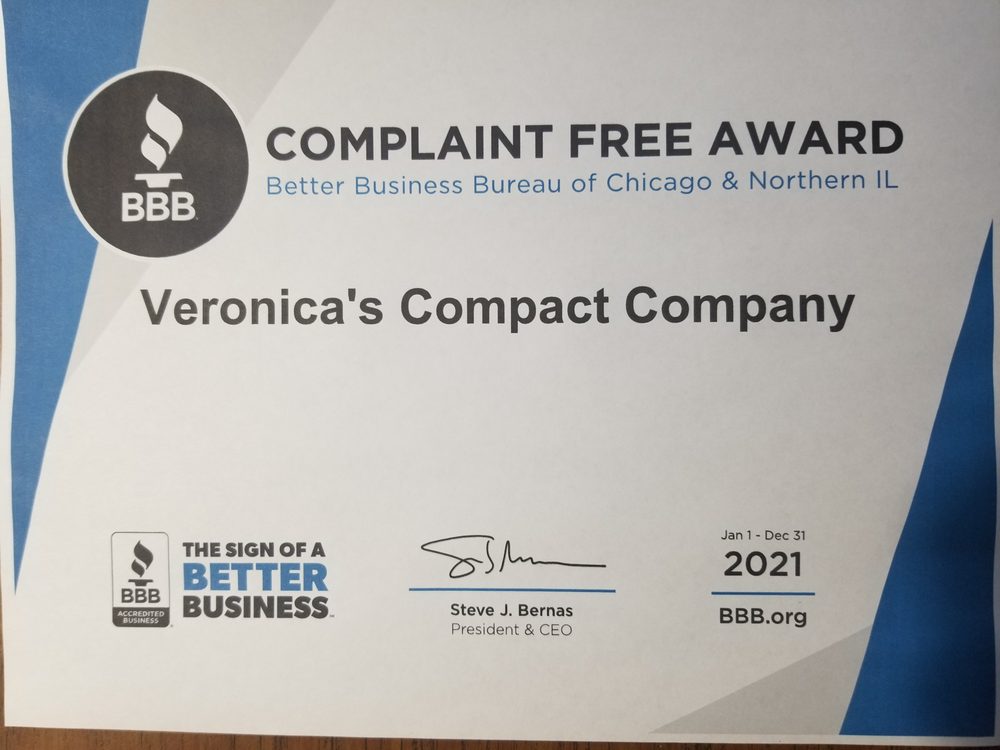 BBB
COMPLAINT FREE AWARD
Better Business Bureau of Chicago & Northern IL
Veronica's Compact Company
BBB
ACCREDITED
BUSINESS
THE SIGN OF A
BETTER
BUSINESS
Steve J. Bernas
President & CEO
Jan 1 - Dec 31
2021
BBB.org